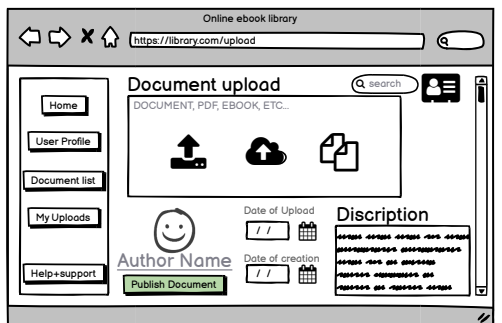 Online ebook library
https://library.com/upload
Document upload
search
DOCUMENT, PDF, EBOOK, ETC...
Home
User Profile
Document list
My Uploads
Help+support
Author Name
Publish Document
Date of Upload
/ /
Date of creation
/ /
Discription